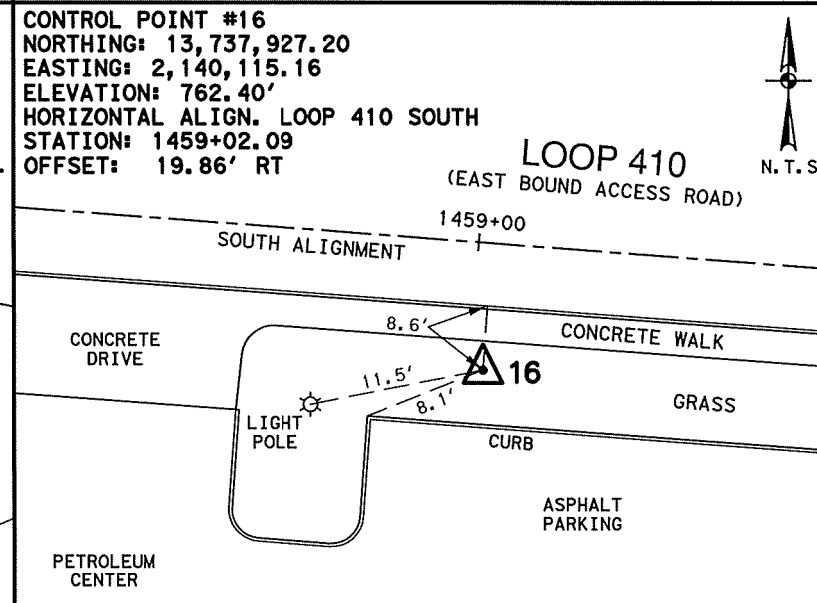 CONTROL POINT #16
NORTHING: 13,737,927.20
EASTING: 2,140,115.16
ELEVATION: 762.40'
HORIZONTAL ALIGN. LOOP 410 SOUTH
STATION: 1459+02.09
OFFSET: 19.86' RT
N.T.S
LOOP 410
(EAST BOUND ACCESS ROAD)
1459+00
SOUTH ALIGNMENT
8.6'
CONCRETE WALK
CONCRETE
DRIVE
16
11.5'
8.1'
GRASS
LIGHT
POLE
CURB
ASPHALT
PARKING
PETROLEUM
CENTER